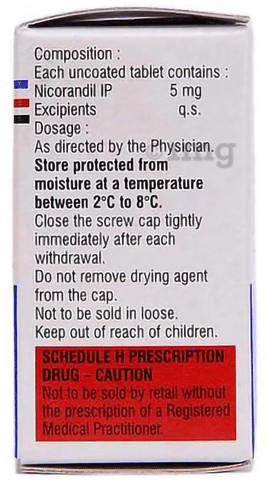 Composition :
Each uncoated tablet contains :
Nicorandil IP 5 mg
Excipients q.s.
Dosage :
As directed by the Physician.
Store protected from
moisture at a temperature
between 2°C to 8°C.
Close the screw cap tightly
immediately after each
withdrawal.
Do not remove drying agent
from the cap.
Not to be sold in loose.
Keep out of reach of children.
SCHEDULE H PRESCRIPTION
DRUG – CAUTION
Not to be sold by retail without
the prescription of a Registered
Medical Practitioner.